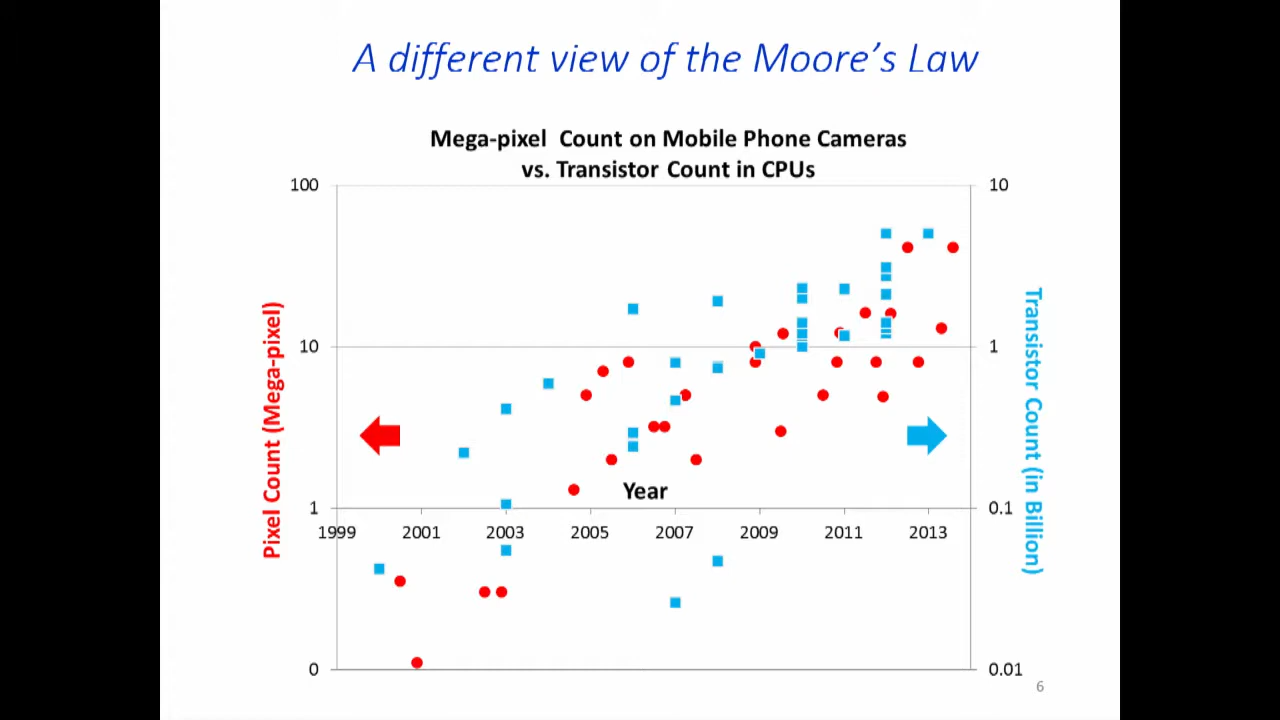 A different view of the Moore's Law
Mega-pixel Count on Mobile Phone Cameras
vs. Transistor Count in CPUs
100
10
1
0
Pixel Count (Mega-pixel)
10
1
0.1
0.01
Transistor Count (in Billion)
Year
1999 2001 2003 2005 2007 2009 2011 2013
6